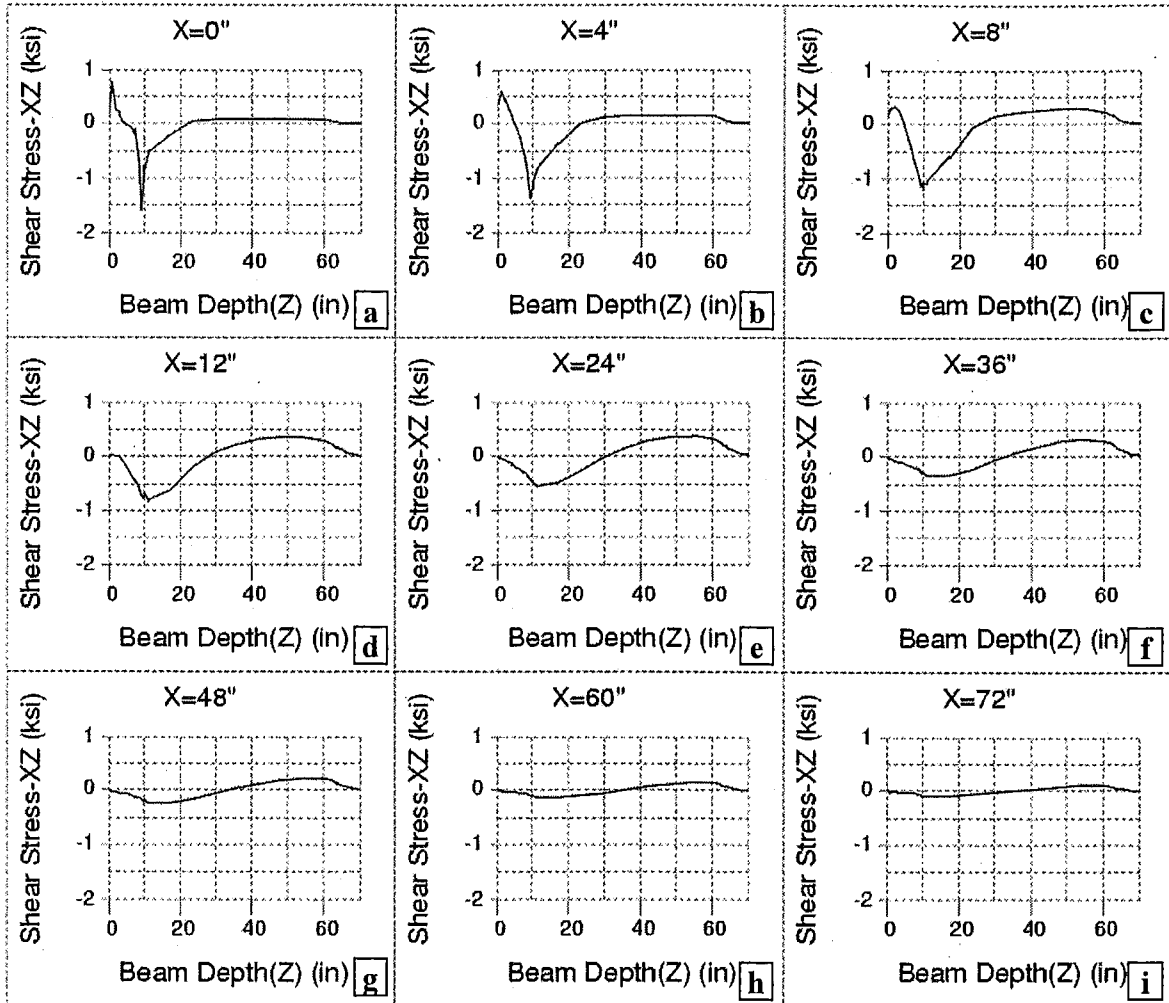 X=0"
Shear Stress-XZ (ksi)
1
0
-1
-2
0 20 40 60
Beam Depth(Z) (in)
a
X=4"
Shear Stress-XZ (ksi)
1
0
-1
-2
0 20 40 60
Beam Depth(Z) (in)
b
X=8"
Shear Stress-XZ (ksi)
1
0
-1
-2
0 20 40 60
Beam Depth(Z) (in)
c
X=12"
Shear Stress-XZ (ksi)
1
0
-1
-2
0 20 40 60
Beam Depth(Z) (in)
d
X=24"
Shear Stress-XZ (ksi)
1
0
-1
-2
0 20 40 60
Beam Depth(Z) (in)
e
X=36"
Shear Stress-XZ (ksi)
1
0
-1
-2
0 20 40 60
Beam Depth(Z) (in)
f
X=48"
Shear Stress-XZ (ksi)
1
0
-1
-2
0 20 40 60
Beam Depth(Z) (in)
g
X=60"
Shear Stress-XZ (ksi)
1
0
-1
-2
0 20 40 60
Beam Depth(Z) (in)
h
X=72"
Shear Stress-XZ (ksi)
1
0
-1
-2
0 20 40 60
Beam Depth(Z) (in)
i